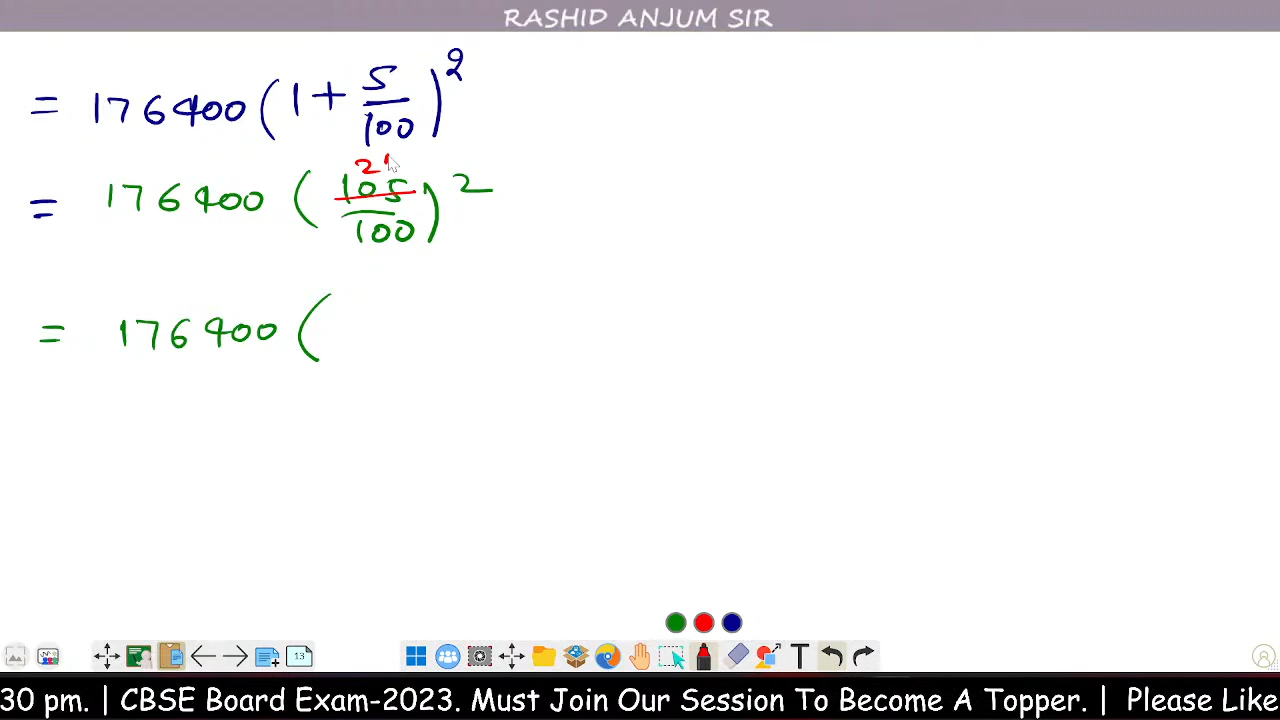 RASHID ANJUM SIR
= 176400 ( 1 + 5/100 )^2
21
= 176400 ( 105/100 ) 2
= 176400 (
13
30 pm. | CBSE Board Exam-2023. Must Join Our Session To Become A Topper. | Please Like